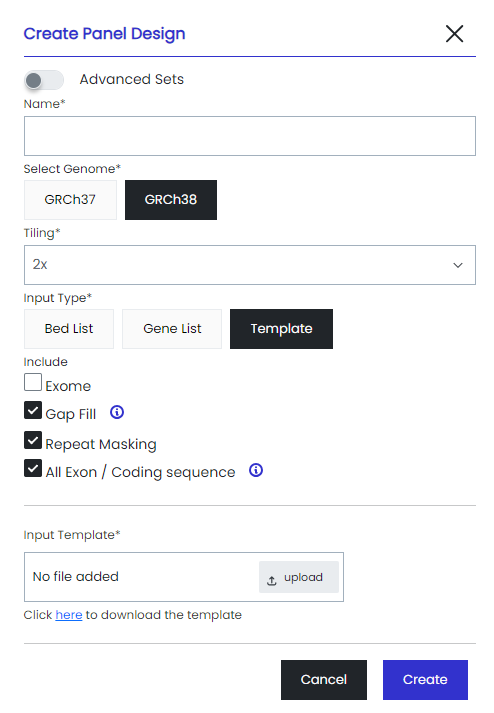 Create Panel Design
Advanced Sets
Name*
Select Genome*
GRCh37 GRCh38
Tiling*
2x
Input Type*
Bed List Gene List Template
Include
Exome
Gap Fill
Repeat Masking
All Exon / Coding sequence
Input Template*
No file added upload
Click here to download the template
Cancel Create